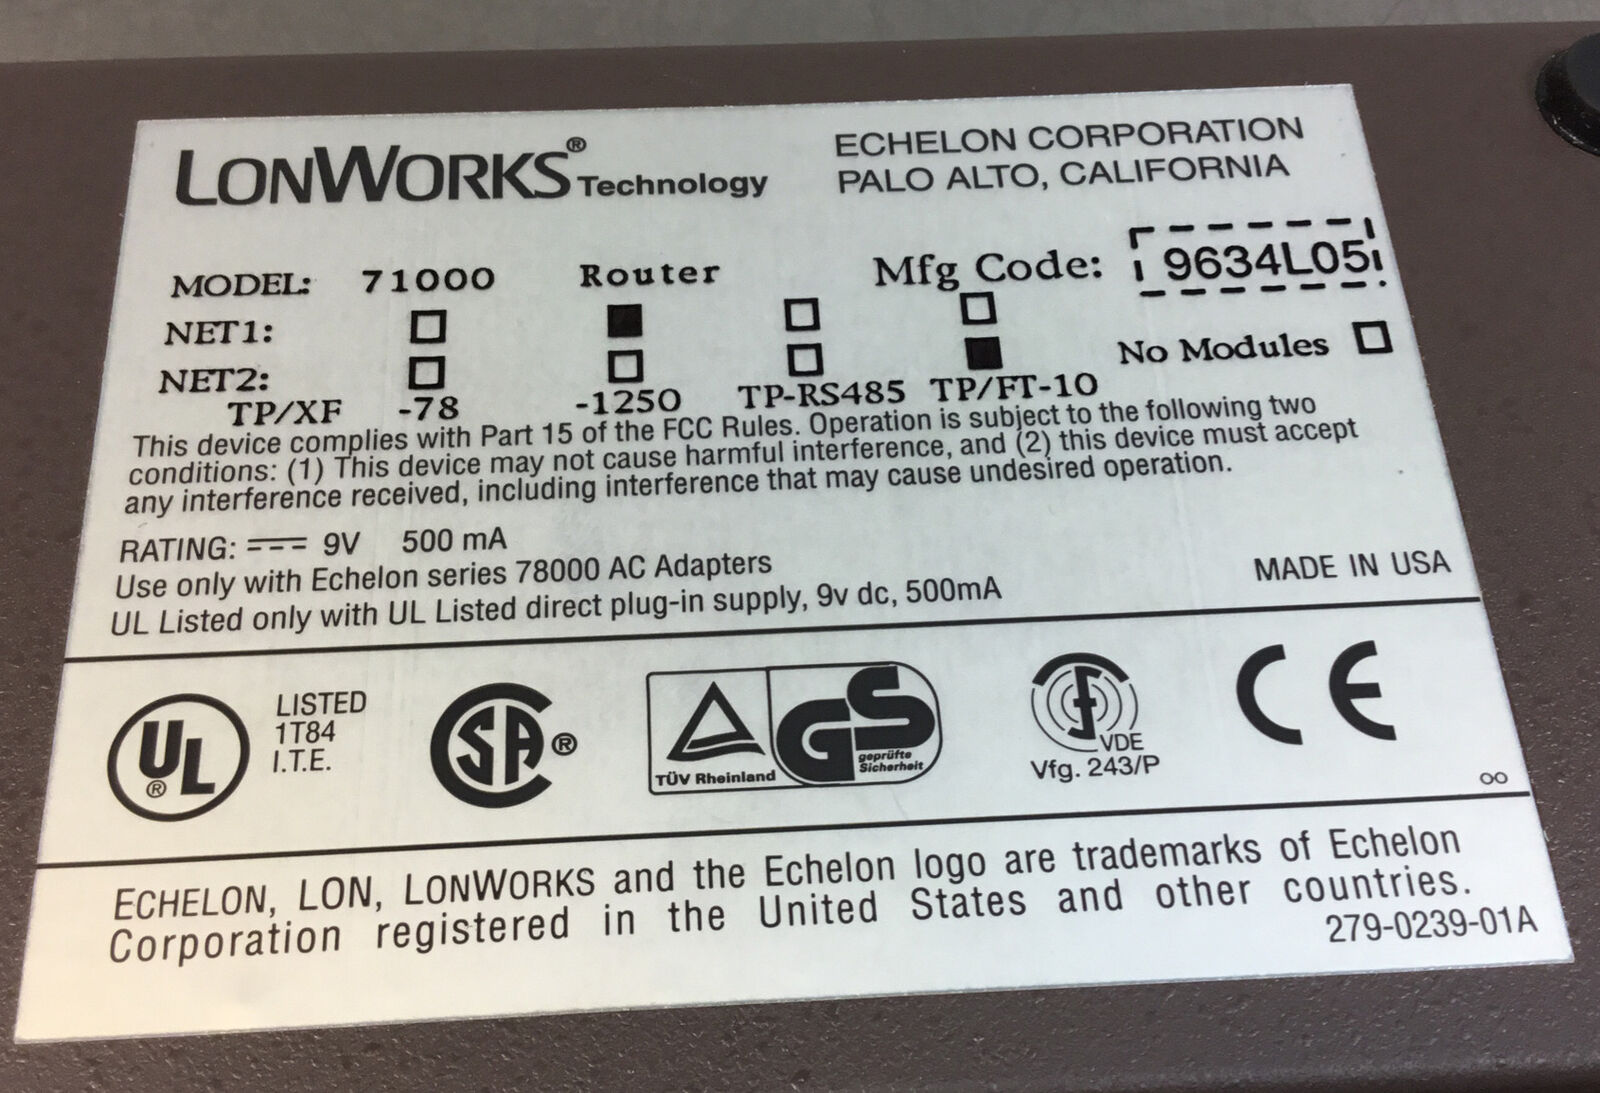 LONWORKS® Technology
ECHELON CORPORATION
PALO ALTO, CALIFORNIA
MODEL: 71000 Router Mfg Code: 9634L05
NET1:
NET2: No Modules
TP/XF -78 -1250 TP-RS485 TP/FT-10
This device complies with Part 15 of the FCC Rules. Operation is subject to the following two
conditions: (1) This device may not cause harmful interference, and (2) this device must accept
any interference received, including interference that may cause undesired operation.
RATING: 9V 500 mA
Use only with Echelon series 78000 AC Adapters
UL Listed only with UL Listed direct plug-in supply, 9v dc, 500mA
MADE IN USA
UL ®
LISTED
1T84
I.T.E.
SA ®
TÜV Rheinland
GS
geprüfte
Sicherheit
VDE
Vfg. 243/P
CE
ECHELON, LON, LONWORKS and the Echelon logo are trademarks of Echelon
Corporation registered in the United States and other countries.
279-0239-01A